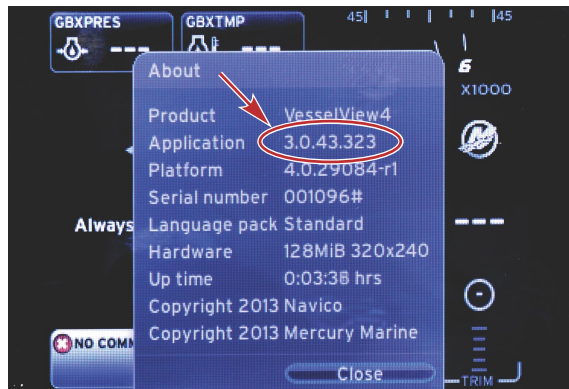 GBXPRES
GBXTMP
45 45
---
---
6
X1000
About
Product VesselView4
Application 3.0.43.323
Platform 4.0.29084-r1
Serial number 001096#
Always
Language pack Standard
---
Hardware 128MiB 320x240
Up time 0:03:38 hrs
Copyright 2013 Navico
NO COMM
Copyright 2013 Mercury Marine
Close
TRIM